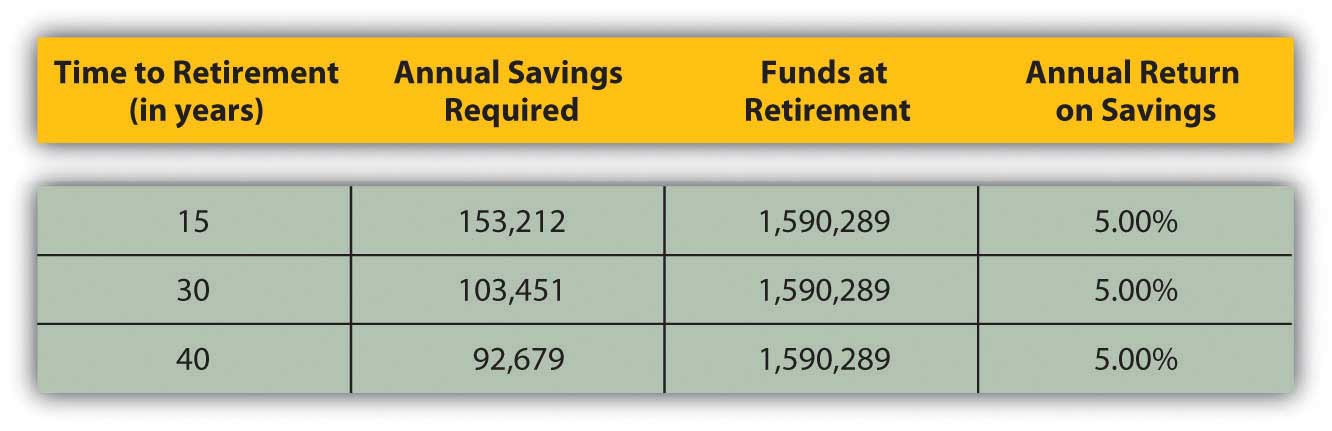 Time to Retirement Annual Savings Funds at Annual Return
(in years) Required Retirement on Savings
15 153,212 1,590,289 5.00%
30 103,451 1,590,289 5.00%
40 92,679 1,590,289 5.00%